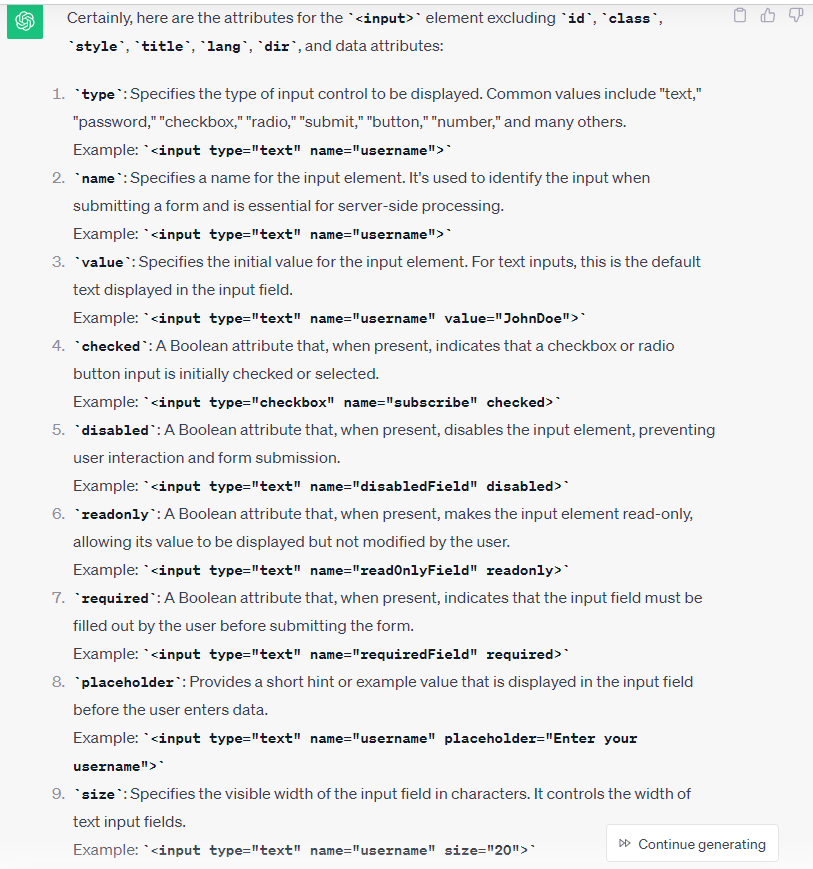 Certainly, here are the attributes for the `<input>` element excluding `id`, `class`,
`style`, `title`, `lang`, `dir`, and data attributes:
1. `type`: Specifies the type of input control to be displayed. Common values include "text,"
"password," "checkbox," "radio," "submit," "button," "number," and many others.
Example: `<input type="text" name="username">`
2. `name`: Specifies a name for the input element. It's used to identify the input when
submitting a form and is essential for server-side processing.
Example: `<input type="text" name="username">`
3. `value`: Specifies the initial value for the input element. For text inputs, this is the default
text displayed in the input field.
Example: `<input type="text" name="username" value="JohnDoe">`
4. `checked`: A Boolean attribute that, when present, indicates that a checkbox or radio
button input is initially checked or selected.
Example: `<input type="checkbox" name="subscribe" checked>`
5. `disabled`: A Boolean attribute that, when present, disables the input element, preventing
user interaction and form submission.
Example: `<input type="text" name="disabledField" disabled>`
6. `readonly`: A Boolean attribute that, when present, makes the input element read-only,
allowing its value to be displayed but not modified by the user.
Example: `<input type="text" name="readOnlyField" readonly>`
7. `required`: A Boolean attribute that, when present, indicates that the input field must be
filled out by the user before submitting the form.
Example: `<input type="text" name="requiredField" required>`
8. `placeholder`: Provides a short hint or example value that is displayed in the input field
before the user enters data.
Example: `<input type="text" name="username" placeholder="Enter your
username">`
9. `size`: Specifies the visible width of the input field in characters. It controls the width of
text input fields.
Example: `<input type="text" name="username" size="20">`
Continue generating